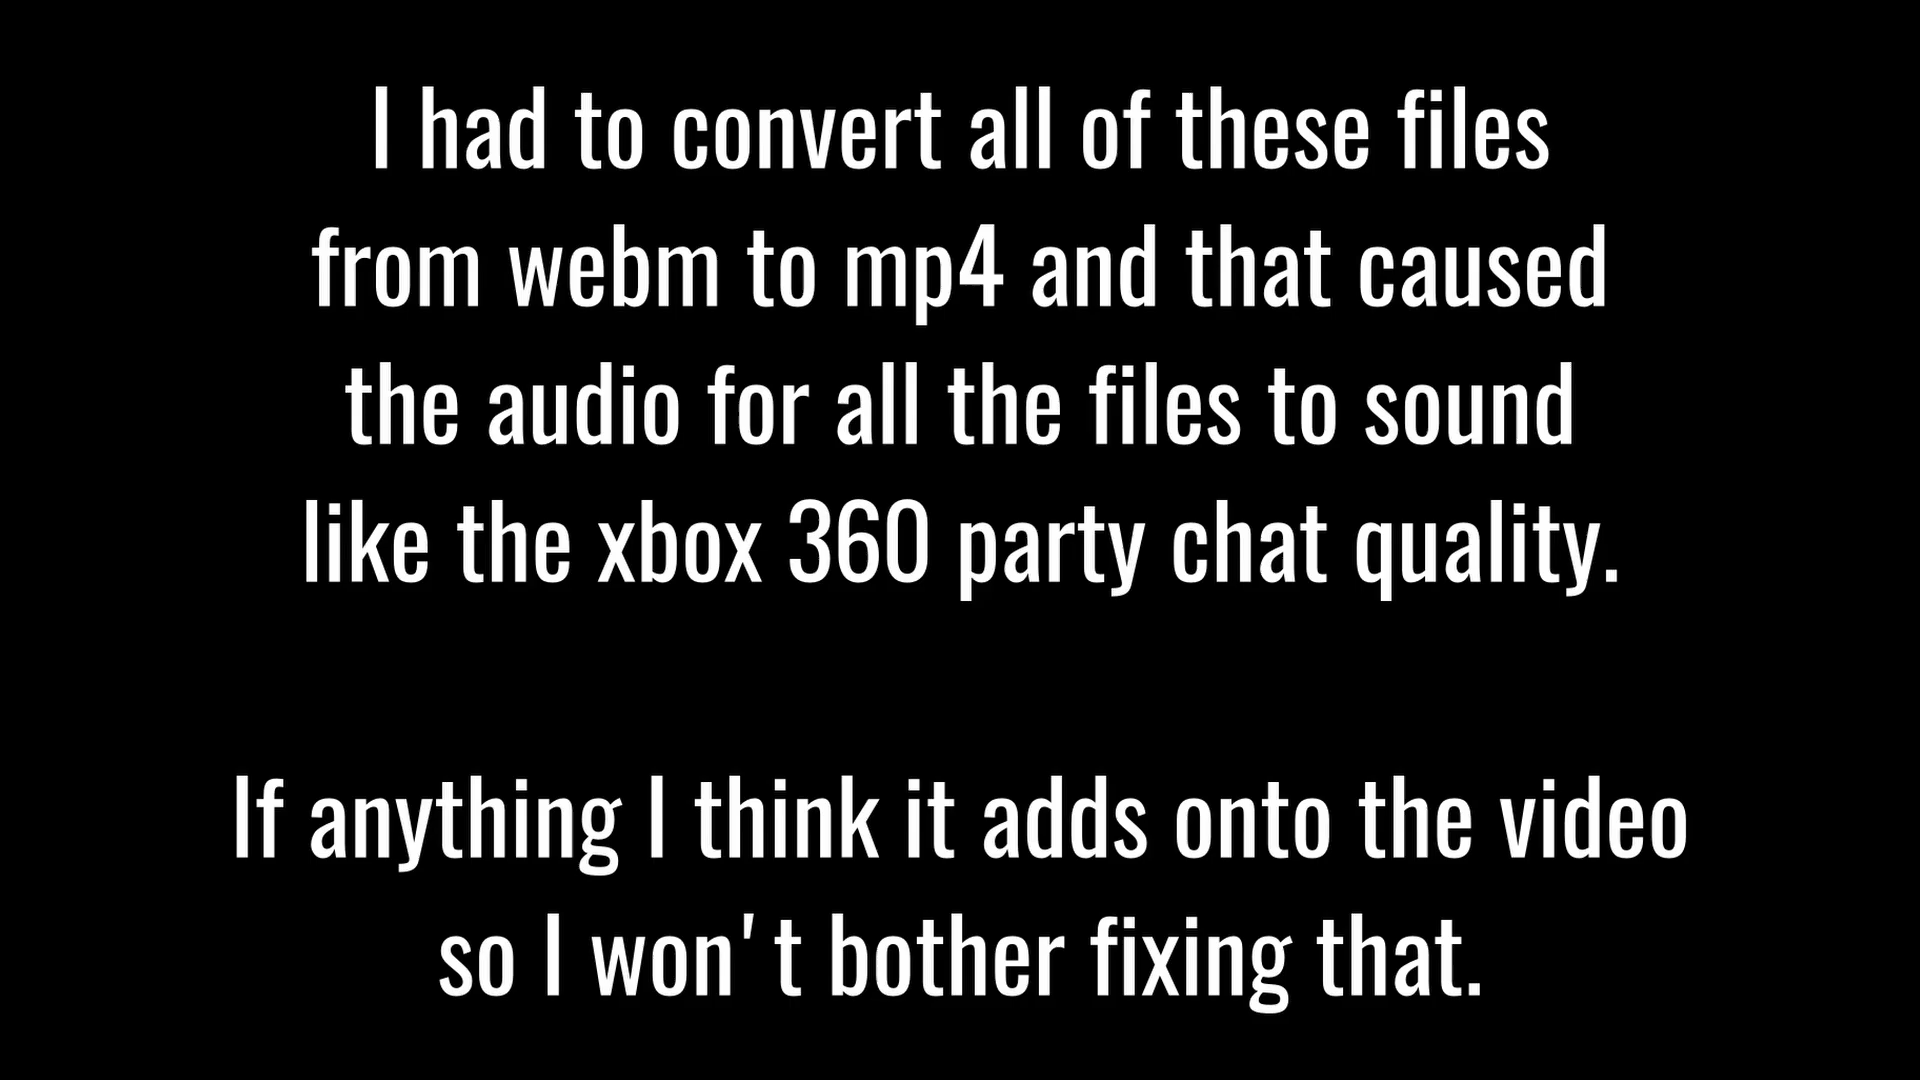 I had to convert all of these files
from webm to mp4 and that caused
the audio for all the files to sound
like the xbox 360 party chat quality.
If anything I think it adds onto the video
so I won't bother fixing that.